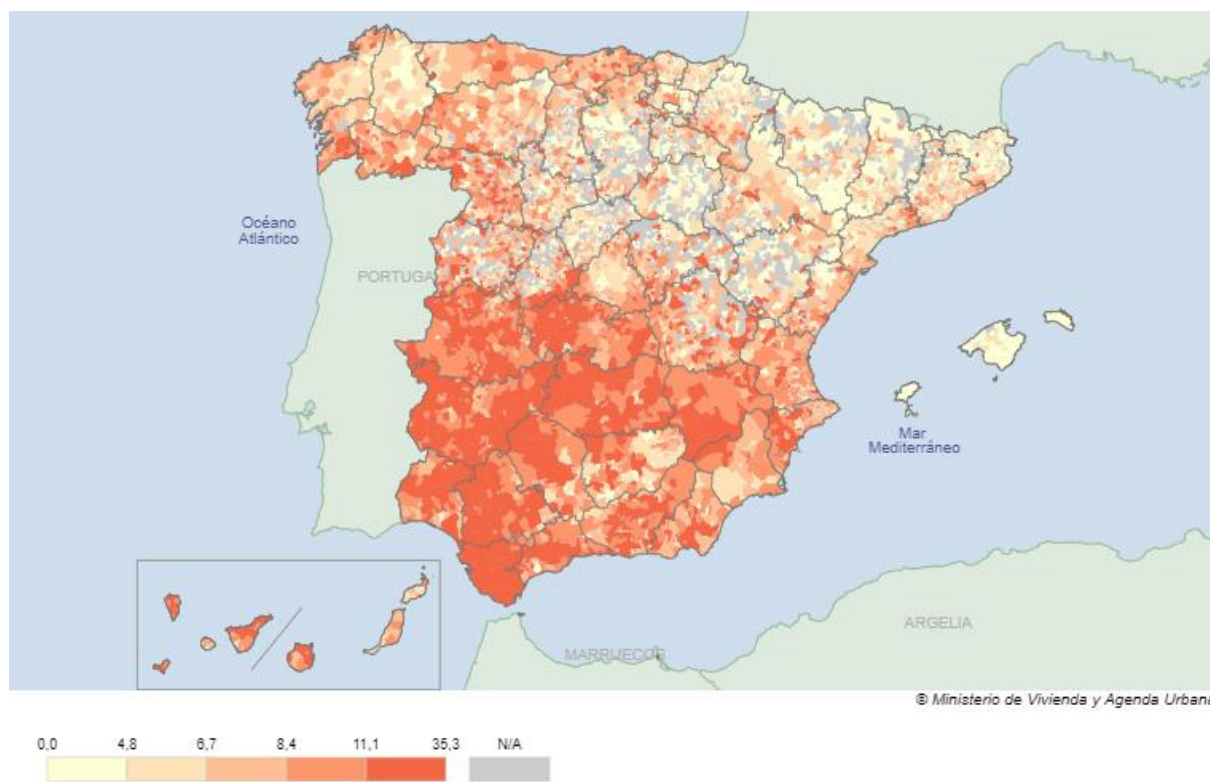 Océano
Atlántico
PORTUGA
Mar
Mediterráneo
ARGELIA
MARRUECOS
© Ministerio de Vivienda y Agenda Urbana
0,0 4,8 6,7 8,4 11,1 35,3 N/A